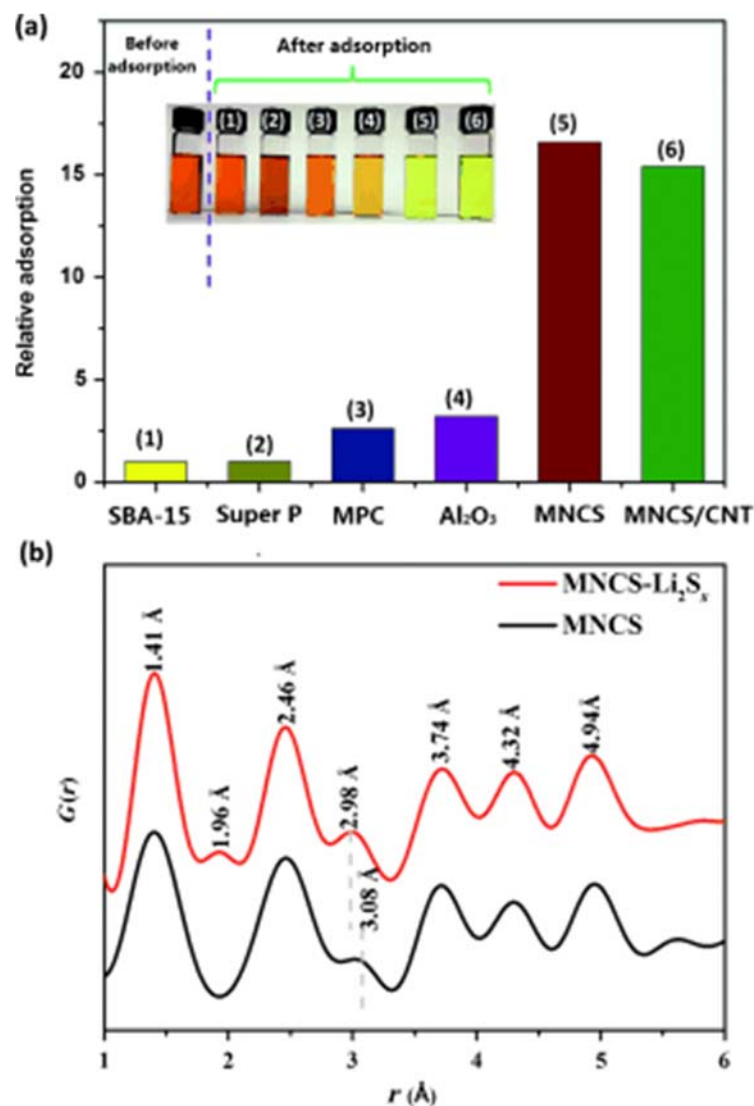 (a)
Before
adsorption
After adsorption
(1) (2) (3) (4) (5) (6)
Relative adsorption
20
15
10
5
0
(1)
(2)
(3)
(4)
(5)
(6)
SBA-15 Super P MPC Al₂O₃ MNCS MNCS/CNT
(b)
MNCS-Li₂Sₓ
MNCS
G(r)
1.41 Å
1.96 Å
2.46 Å
2.98 Å
3.08 Å
3.74 Å
4.32 Å
4.94Å
1 2 3 4 5 6
r (Å)